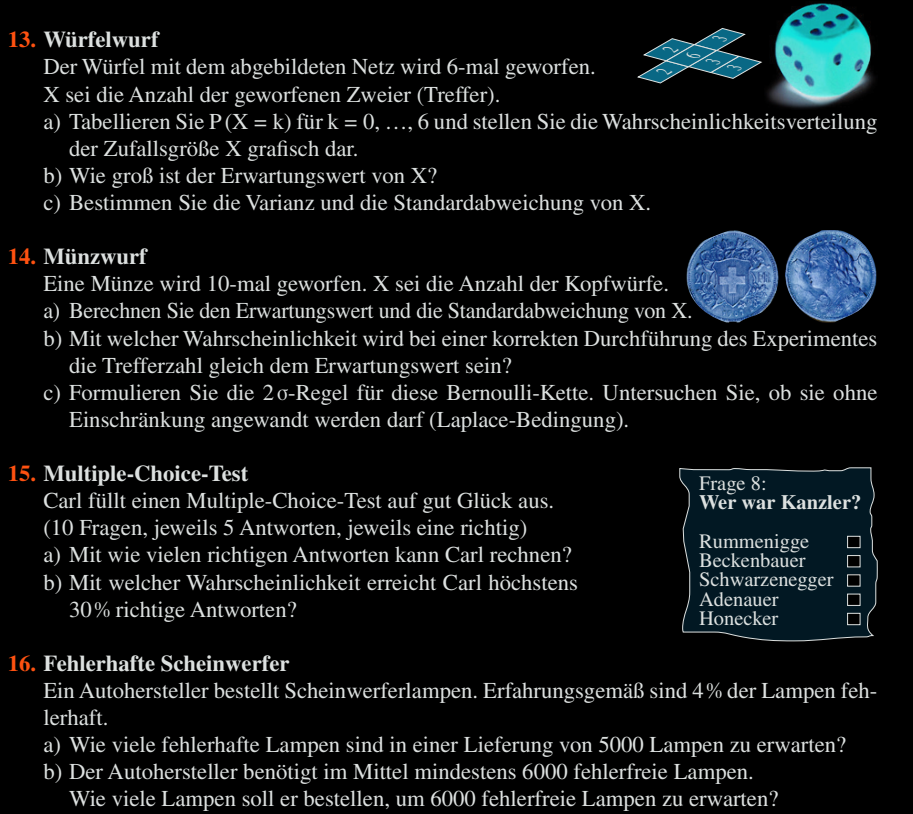 13. Würfelwurf
Der Würfel mit dem abgebildeten Netz wird 6-mal geworfen.
X sei die Anzahl der geworfenen Zweier (Treffer).
a) Tabellieren Sie P(X = k) für k = 0, …, 6 und stellen Sie die Wahrscheinlichkeitsverteilung
der Zufallsgröße X grafisch dar.
b) Wie groß ist der Erwartungswert von X?
c) Bestimmen Sie die Varianz und die Standardabweichung von X.
2
2
6
3
3
3
14. Münzwurf
Eine Münze wird 10-mal geworfen. X sei die Anzahl der Kopfwürfe.
a) Berechnen Sie den Erwartungswert und die Standardabweichung von X.
b) Mit welcher Wahrscheinlichkeit wird bei einer korrekten Durchführung des Experimentes
die Trefferzahl gleich dem Erwartungswert sein?
c) Formulieren Sie die 2σ-Regel für diese Bernoulli-Kette. Untersuchen Sie, ob sie ohne
Einschränkung angewandt werden darf (Laplace-Bedingung).
15. Multiple-Choice-Test
Carl füllt einen Multiple-Choice-Test auf gut Glück aus.
(10 Fragen, jeweils 5 Antworten, jeweils eine richtig)
a) Mit wie vielen richtigen Antworten kann Carl rechnen?
b) Mit welcher Wahrscheinlichkeit erreicht Carl höchstens
30% richtige Antworten?
Frage 8:
Wer war Kanzler?
Rummenigge
Beckenbauer
Schwarzenegger
Adenauer
Honecker
16. Fehlerhafte Scheinwerfer
Ein Autohersteller bestellt Scheinwerferlampen. Erfahrungsgemäß sind 4% der Lampen feh-
lerhaft.
a) Wie viele fehlerhafte Lampen sind in einer Lieferung von 5000 Lampen zu erwarten?
b) Der Autohersteller benötigt im Mittel mindestens 6000 fehlerfreie Lampen.
Wie viele Lampen soll er bestellen, um 6000 fehlerfreie Lampen zu erwarten?